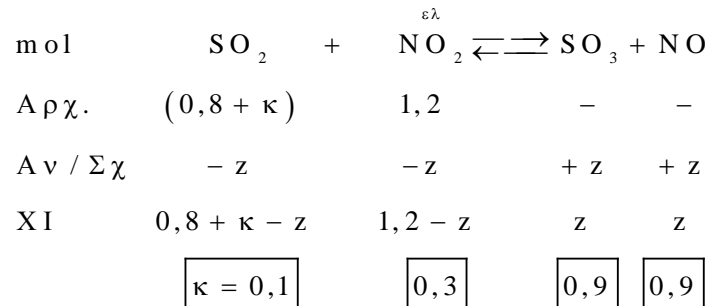 ελ
mol SO₂ + NO₂ ⇌ SO₃ + NO
Αρχ. (0,8 + κ) 1,2 – –
Αν / Σχ – z – z + z + z
ΧΙ 0,8 + κ – z 1,2 – z z z
κ = 0,1 0,3 0,9 0,9